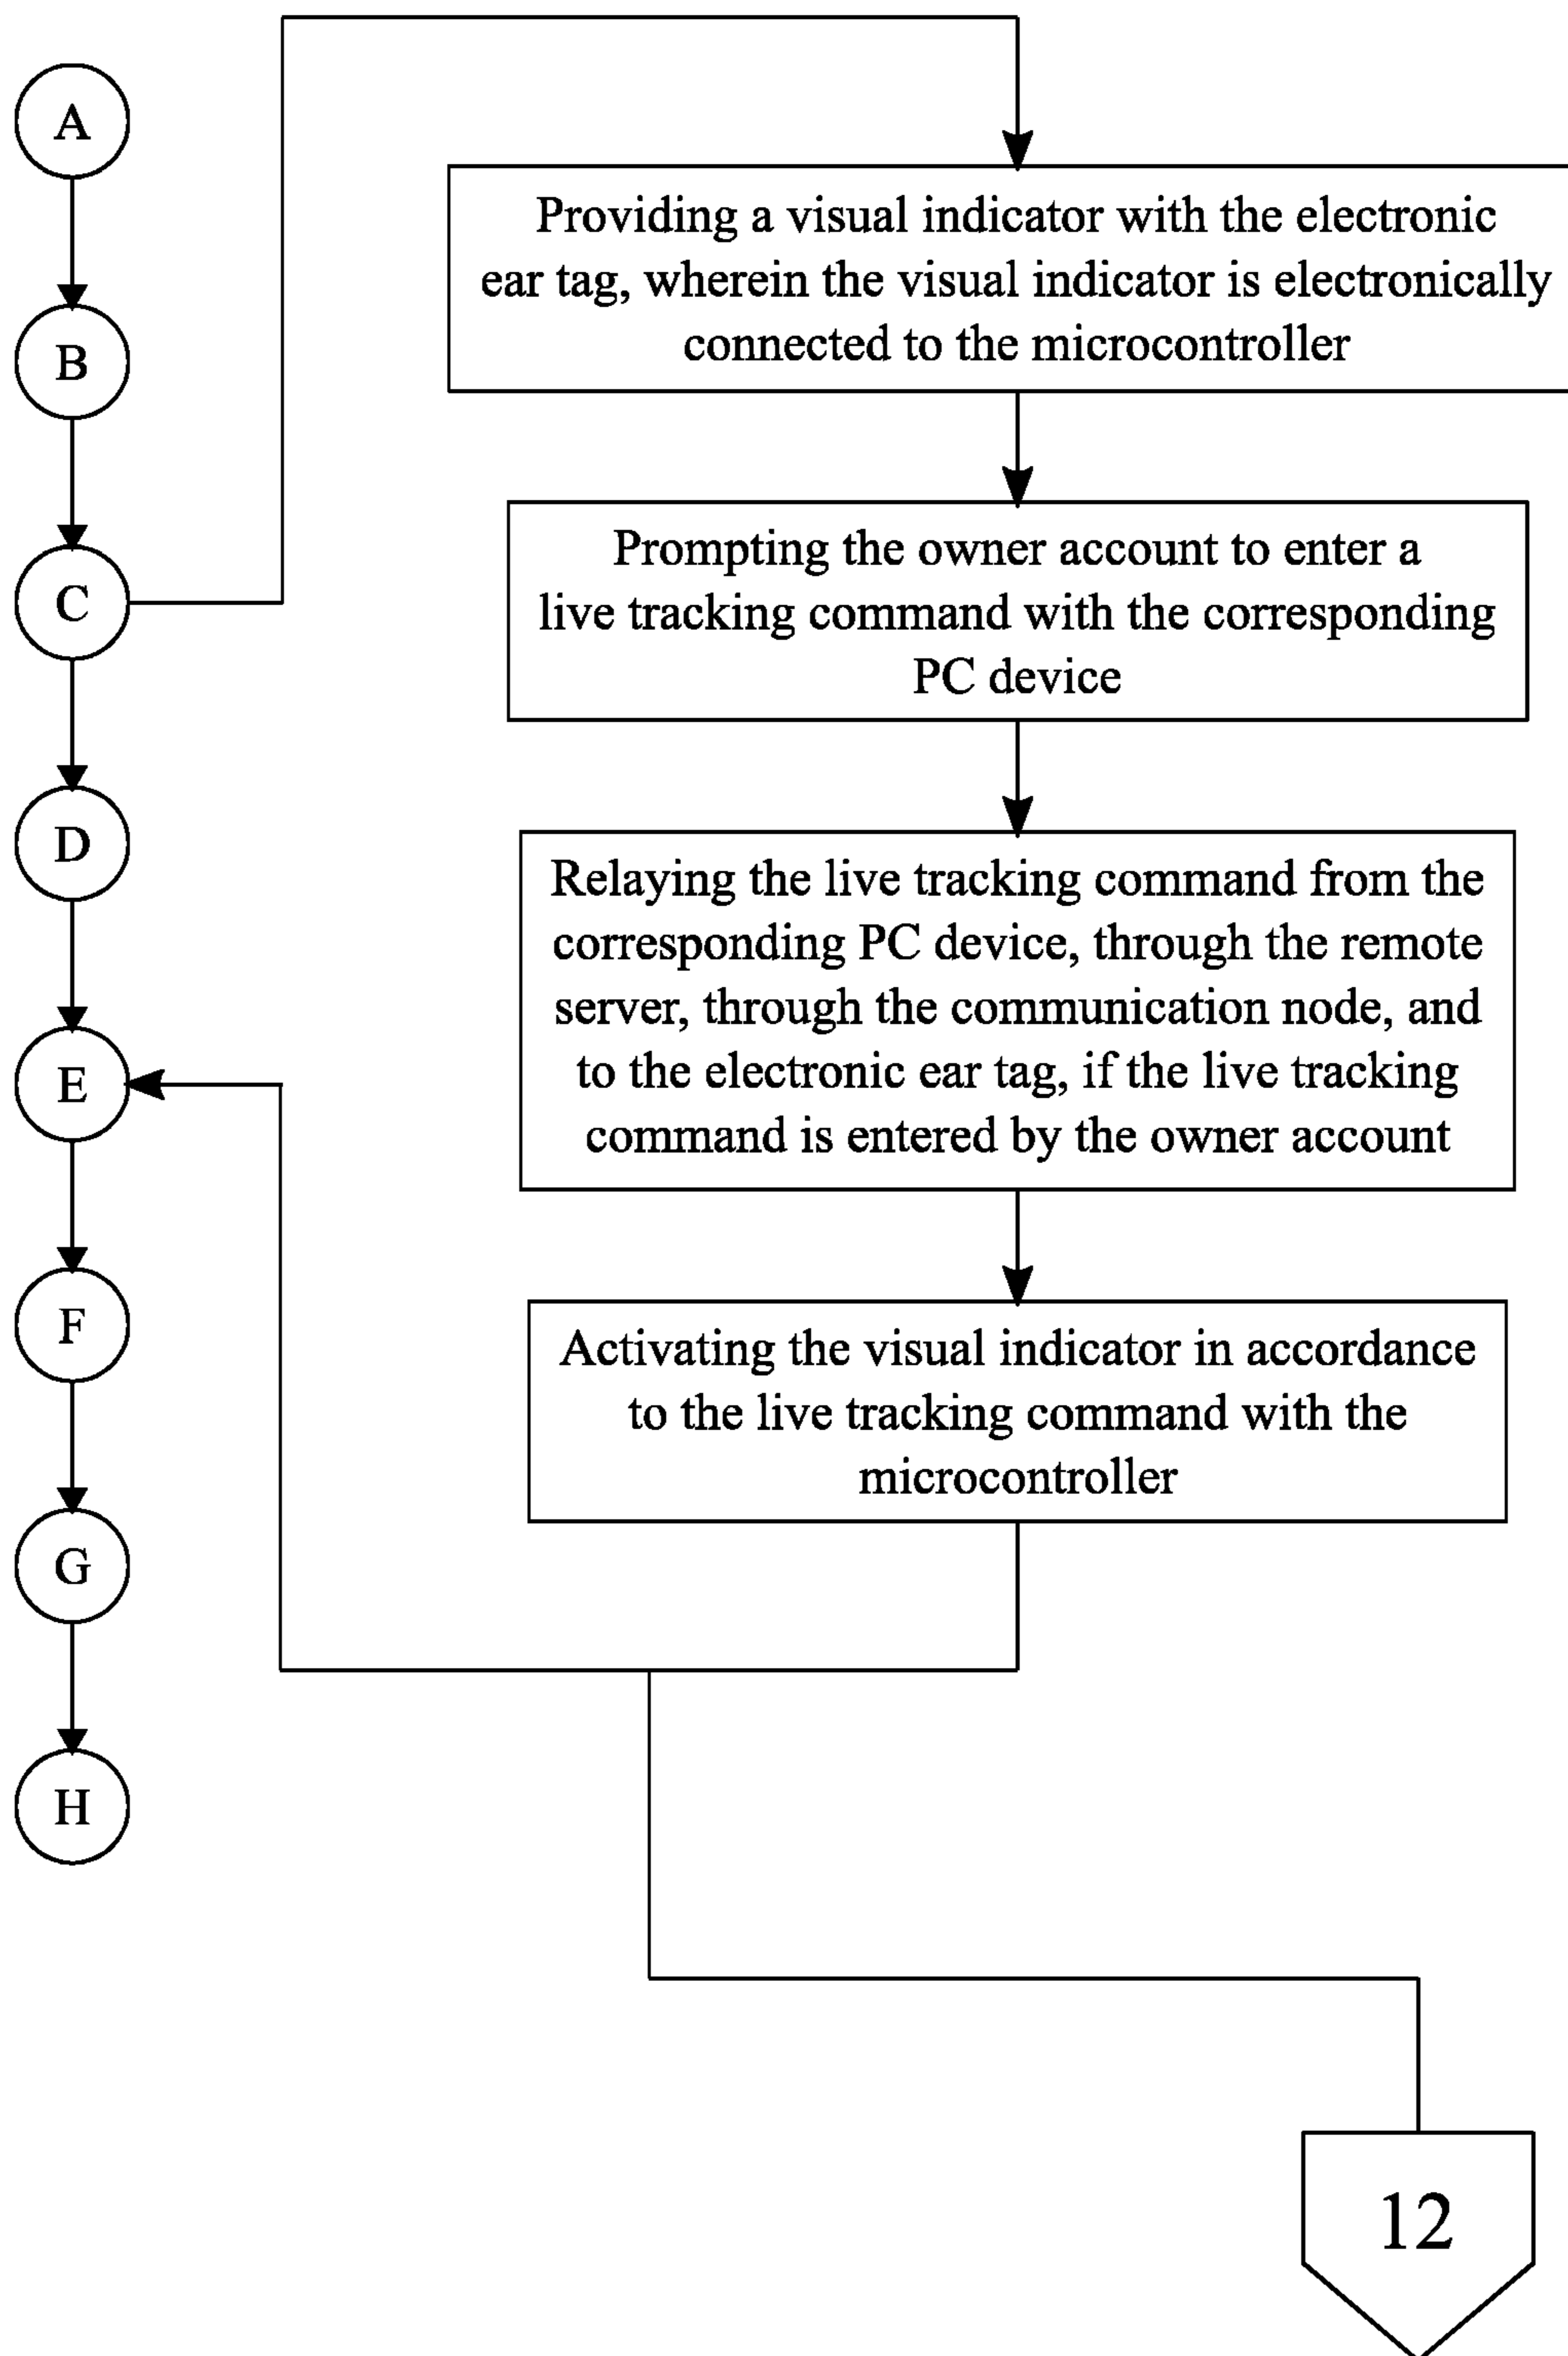 A
B
C
D
E
F
G
H
Providing a visual indicator with the electronic
ear tag, wherein the visual indicator is electronically
connected to the microcontroller
Prompting the owner account to enter a
live tracking command with the corresponding
PC device
Relaying the live tracking command from the
corresponding PC device, through the remote
server, through the communication node, and
to the electronic ear tag, if the live tracking
command is entered by the owner account
Activating the visual indicator in accordance
to the live tracking command with the
microcontroller
12